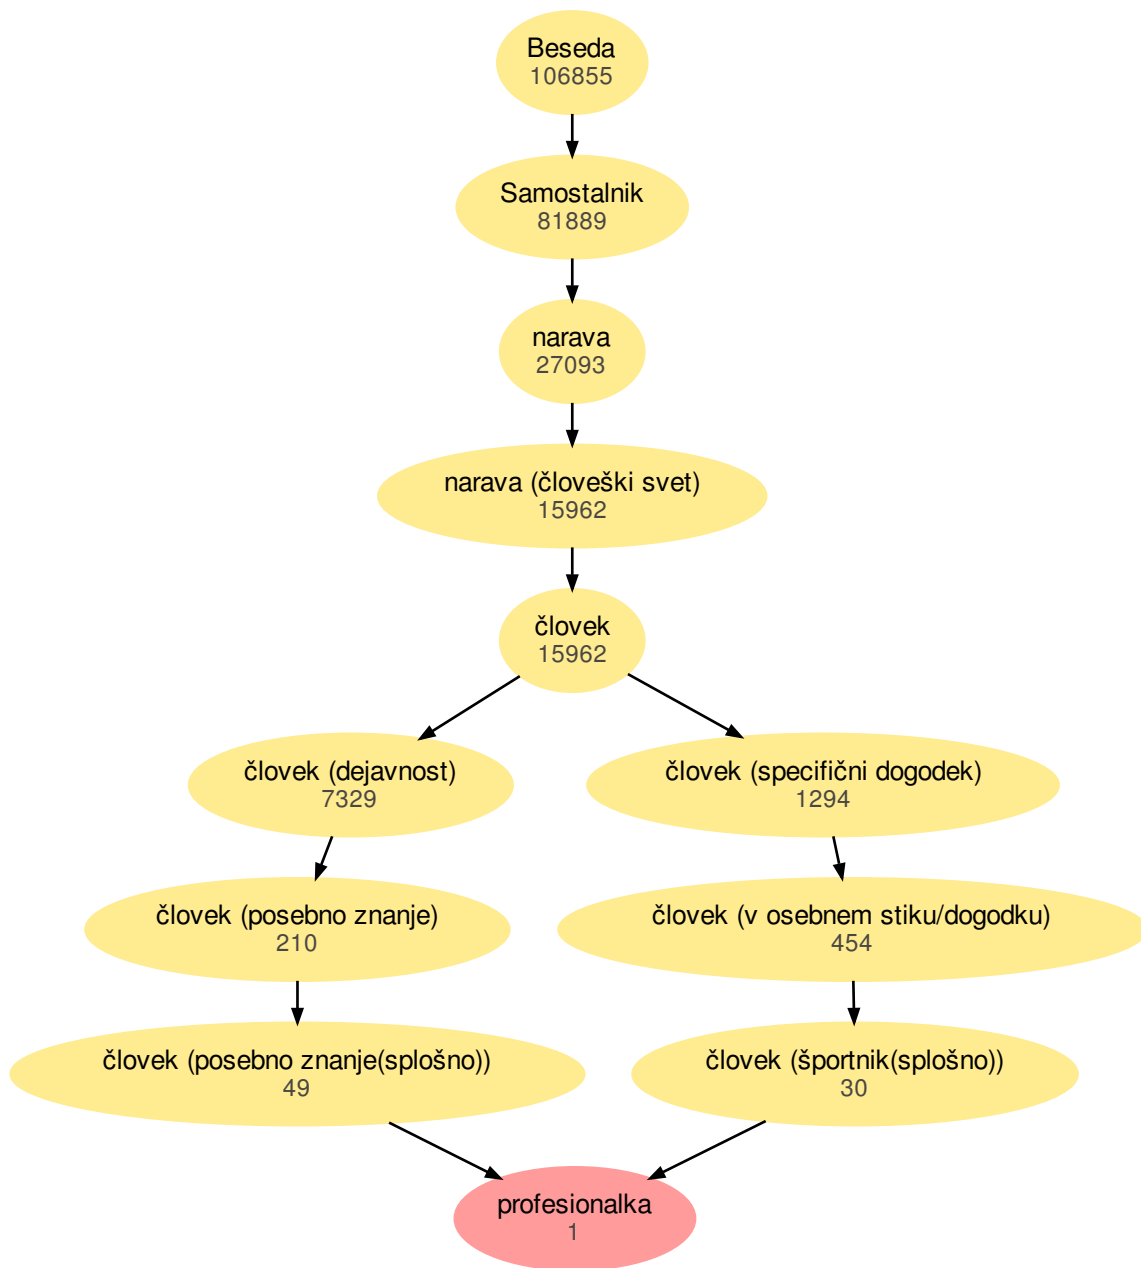 Beseda
106855
Samostalnik
81889
narava
27093
narava (človeški svet)
15962
človek
15962
človek (dejavnost)
7329
človek (specifični dogodek)
1294
človek (posebno znanje)
210
človek (v osebnem stiku/dogodku)
454
človek (posebno znanje(splošno))
49
človek (športnik(splošno))
30
profesionalka
1